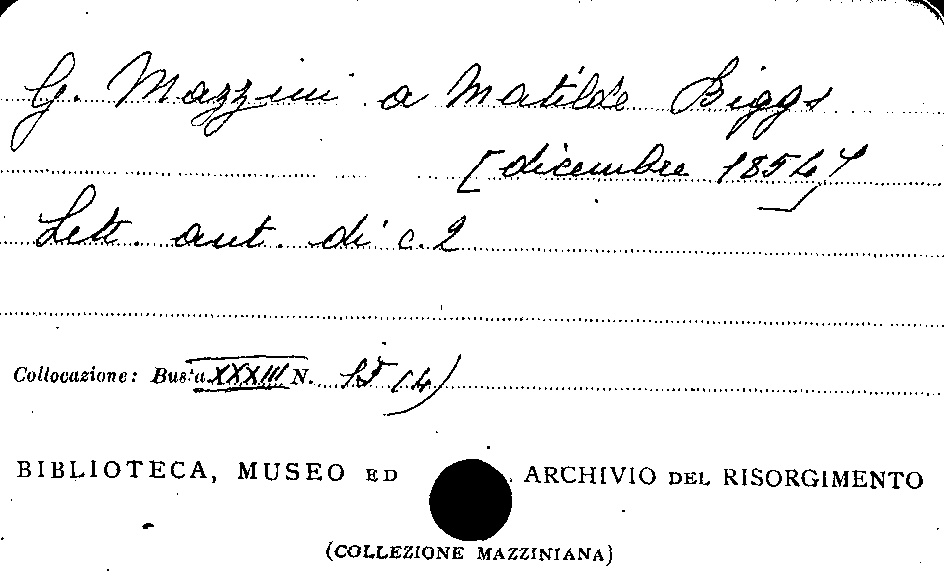 G. Mazzini a Matilde Biggs
[dicembre 1854]
Lett. aut. di c. 2
Collocazione: Busta XXXIII N. 15 (4)
BIBLIOTECA, MUSEO ED ARCHIVIO DEL RISORGIMENTO
(COLLEZIONE MAZZINIANA)